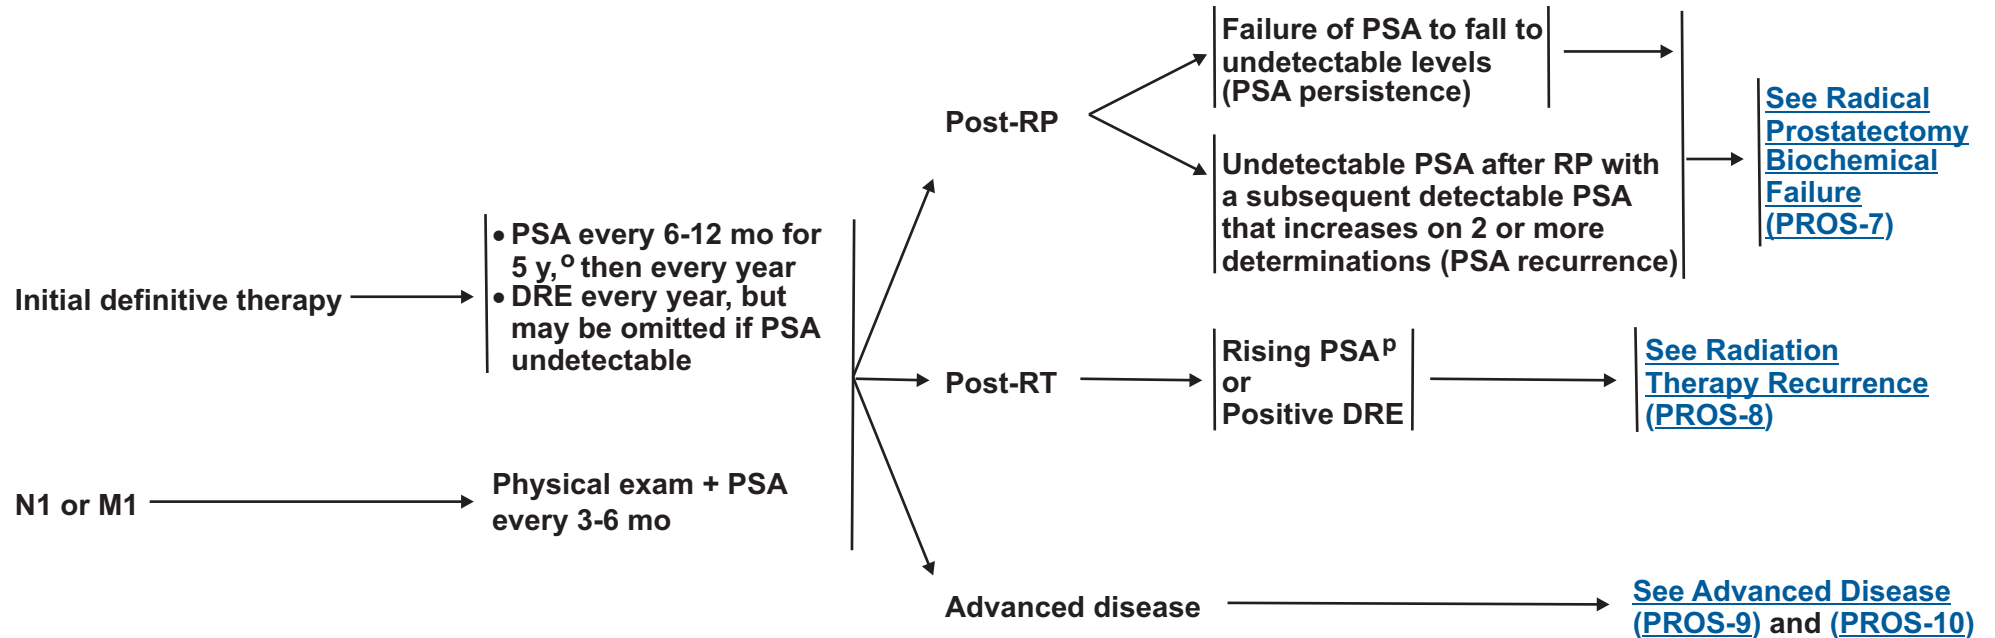 Initial definitive therapy
• PSA every 6-12 mo for
5 y,o then every year
• DRE every year, but
may be omitted if PSA
undetectable
N1 or M1
Physical exam + PSA
every 3-6 mo
Post-RP
Failure of PSA to fall to
undetectable levels
(PSA persistence)
Undetectable PSA after RP with
a subsequent detectable PSA
that increases on 2 or more
determinations (PSA recurrence)
See Radical
Prostatectomy
Biochemical
Failure
(PROS-7)
Post-RT
Rising PSAp
or
Positive DRE
See Radiation
Therapy Recurrence
(PROS-8)
Advanced disease
See Advanced Disease
(PROS-9) and (PROS-10)